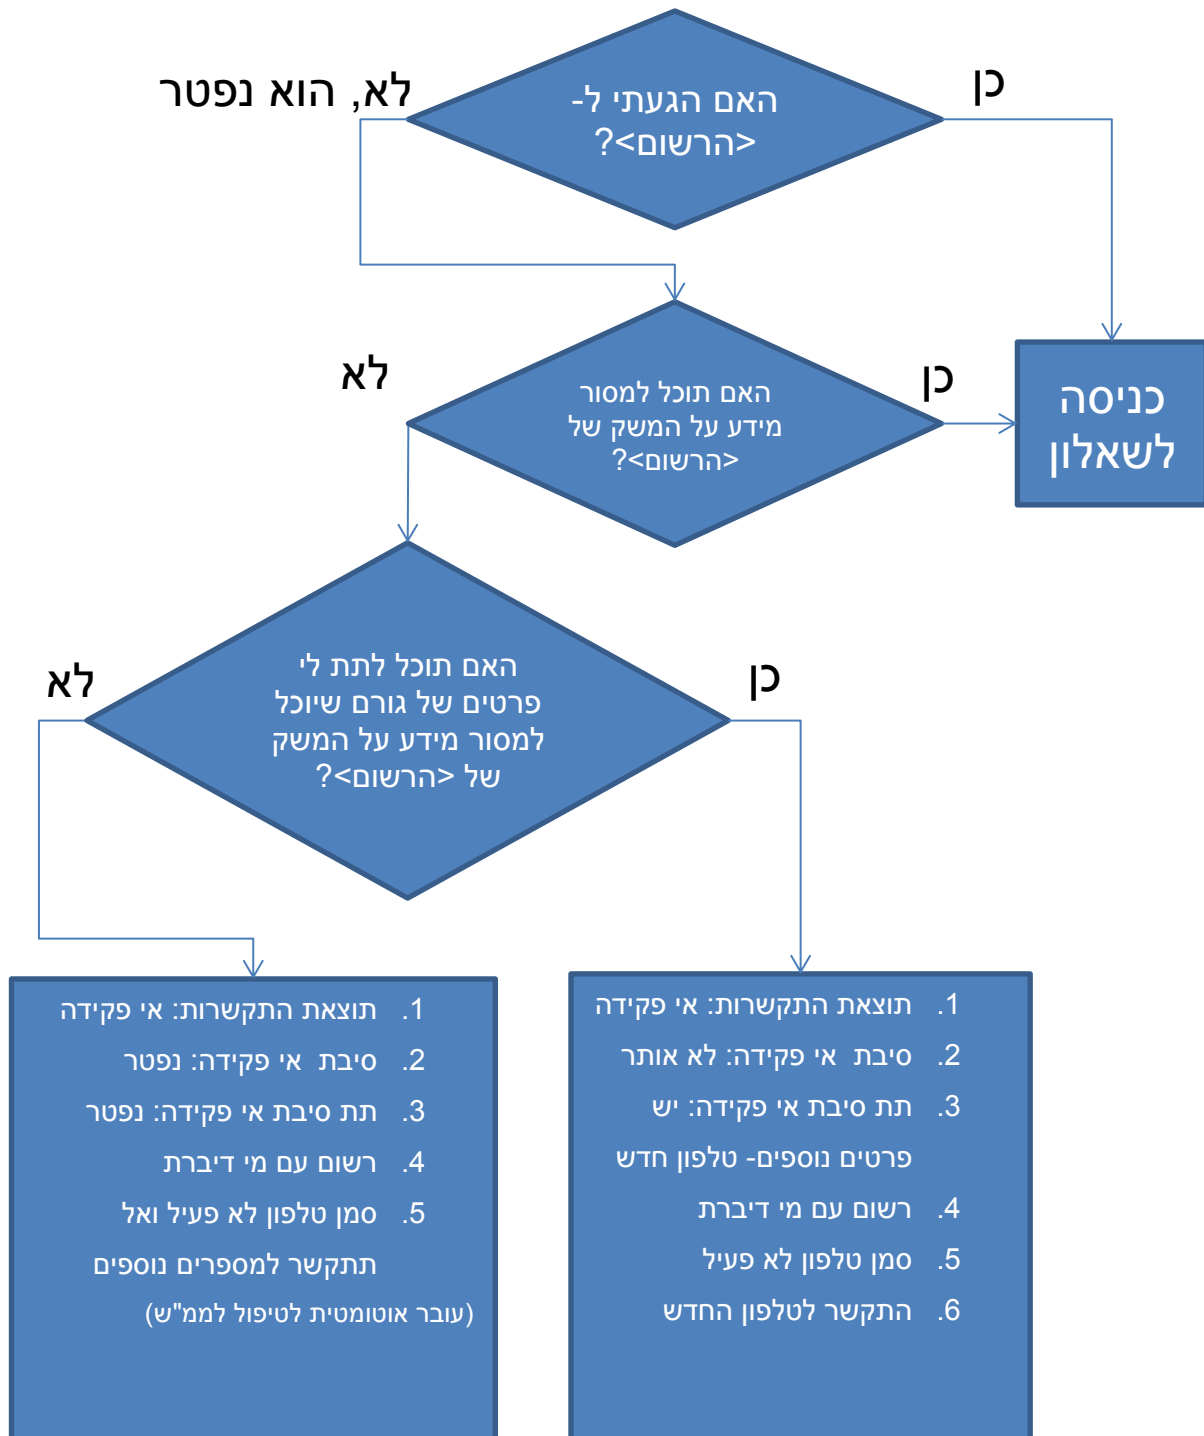 לא, הוא נפטר
כן
האם הגעתי ל-
<הרשום>?
לא
כן
האם תוכל למסור
מידע על המשק של
<הרשום>?
כניסה
לשאלון
לא
כן
האם תוכל לתת לי
פרטים של גורם שיוכל
למסור מידע על המשק
של <הרשום>?
1. תוצאת התקשרות: אי פקידה
2. סיבת אי פקידה: לא אותר
3. תת סיבת אי פקידה: יש
פרטים נוספים- טלפון חדש
4. רשום עם מי דיברת
5. סמן טלפון לא פעיל
6. התקשר לטלפון החדש
1. תוצאת התקשרות: אי פקידה
2. סיבת אי פקידה: נפטר
3. תת סיבת אי פקידה: נפטר
4. רשום עם מי דיברת
5. סמן טלפון לא פעיל ואל
תתקשר למספרים נוספים
(עובר אוטומטית לטיפול לממ"ש)